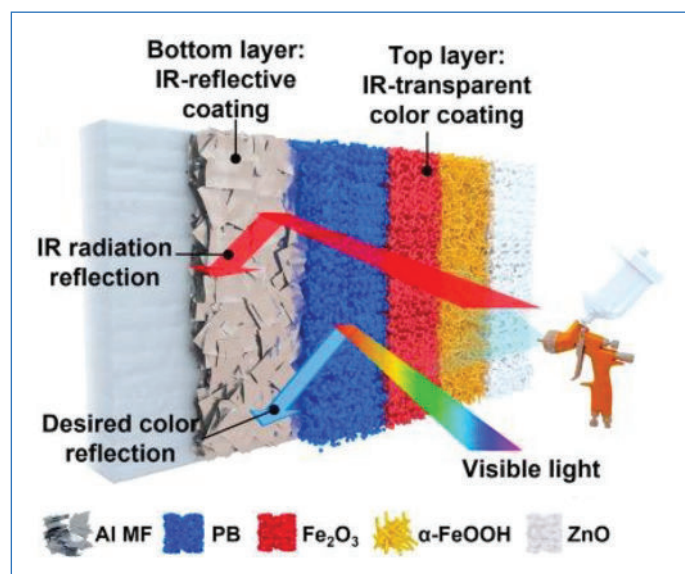 Bottom layer:
IR-reflective
coating
Top layer:
IR-transparent
color coating
IR radiation
reflection
Desired color
reflection
Visible light
Al MF
PB
Fe₂O₃
α-FeOOH
ZnO